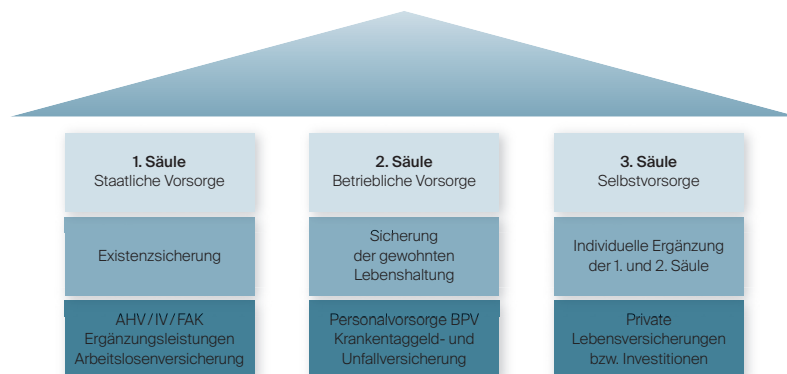 1. Säule
Staatliche Vorsorge
Existenzsicherung
AHV / IV / FAK
Ergänzungsleistungen
Arbeitslosenversicherung
2. Säule
Betriebliche Vorsorge
Sicherung
der gewohnten
Lebenshaltung
Personalvorsorge BPV
Krankentaggeld- und
Unfallversicherung
3. Säule
Selbstvorsorge
Individuelle Ergänzung
der 1. und 2. Säule
Private
Lebensversicherungen
bzw. Investitionen